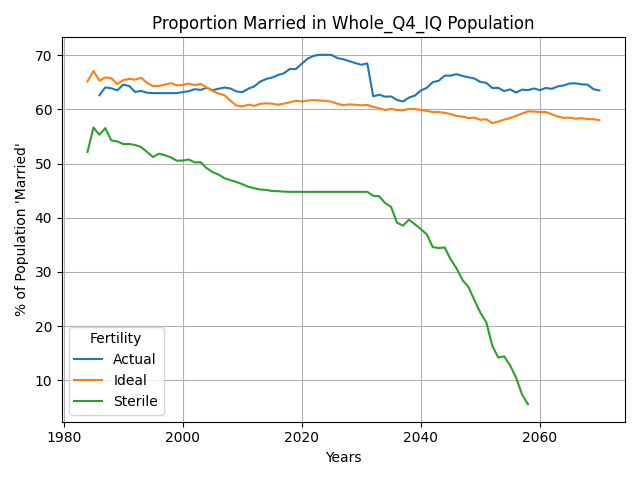 Proportion Married in Whole_Q4_IQ Population
% of Population 'Married'
70
60
50
40
30
20
10
Fertility
Actual
Ideal
Sterile
1980
2000
2020
2040
2060
Years